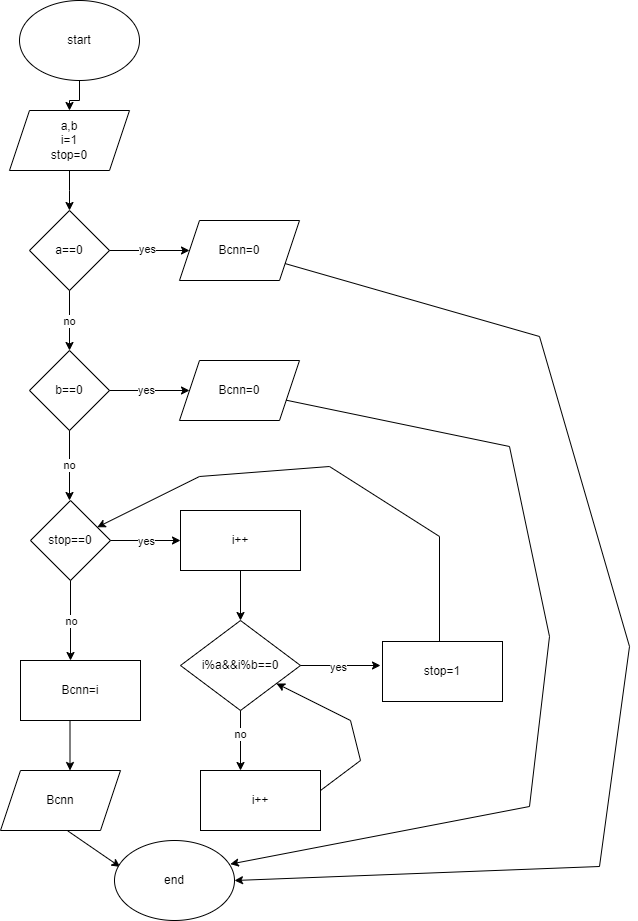 start
a,b
i=1
stop=0
a==0
yes
Bcnn=0
no
b==0
yes
Bcnn=0
no
stop==0
yes
i++
no
i%a&&i%b==0
yes
stop=1
Bcnn=i
no
Bcnn
i++
end